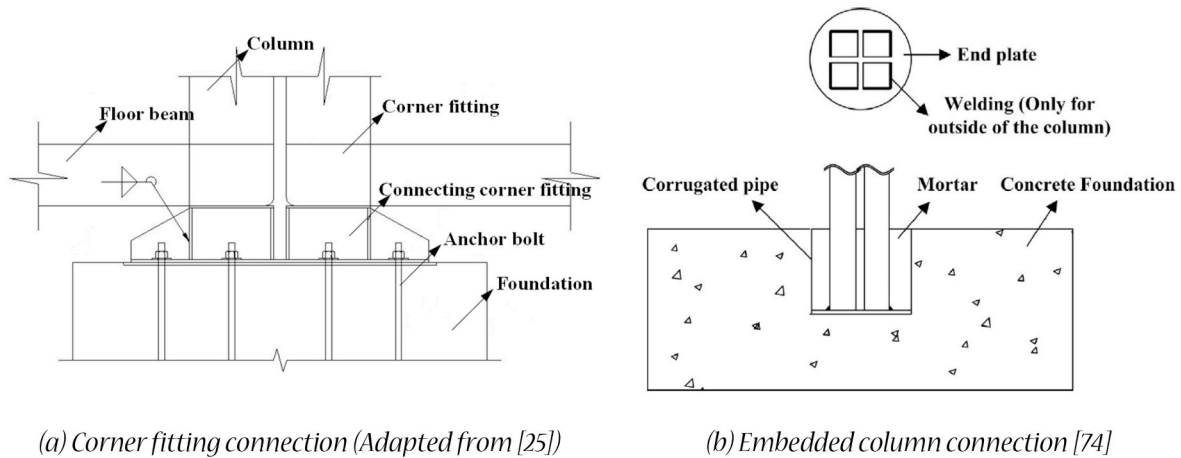 Column
Corner fitting
Floor beam
Connecting corner fitting
Anchor bolt
Foundation
(a) Corner fitting connection (Adapted from [25])
End plate
Welding (Only for
outside of the column)
Corrugated pipe
Mortar
Concrete Foundation
(b) Embedded column connection [74]